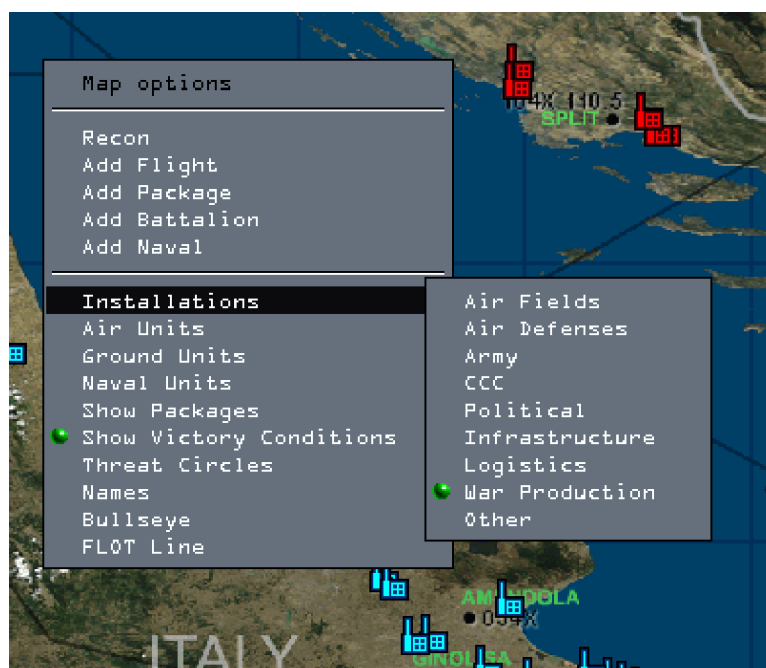 Map options
Recon
Add Flight
Add Package
Add Battalion
Add Naval
Installations
Air Units
Ground Units
Naval Units
Show Packages
Show Victory Conditions
Threat Circles
Names
Bullseye
FLOT Line
Air Fields
Air Defenses
Army
CCC
Political
Infrastructure
Logistics
War Production
Other
110.5
SPLIT
ITALY